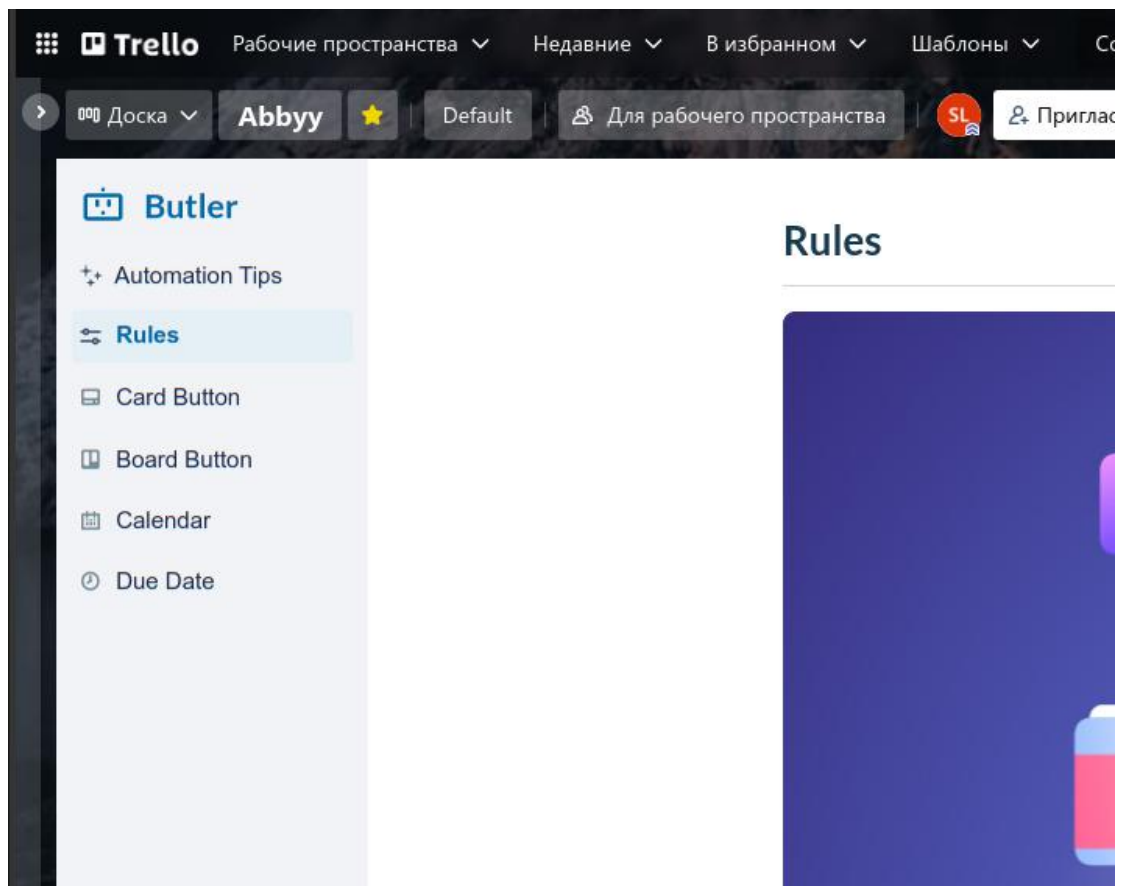 Trello Рабочие пространства Недавние В избранном Шаблоны
Доска Abbyy Default Для рабочего пространства SL
Butler
Rules
Automation Tips
Rules
Card Button
Board Button
Calendar
Due Date